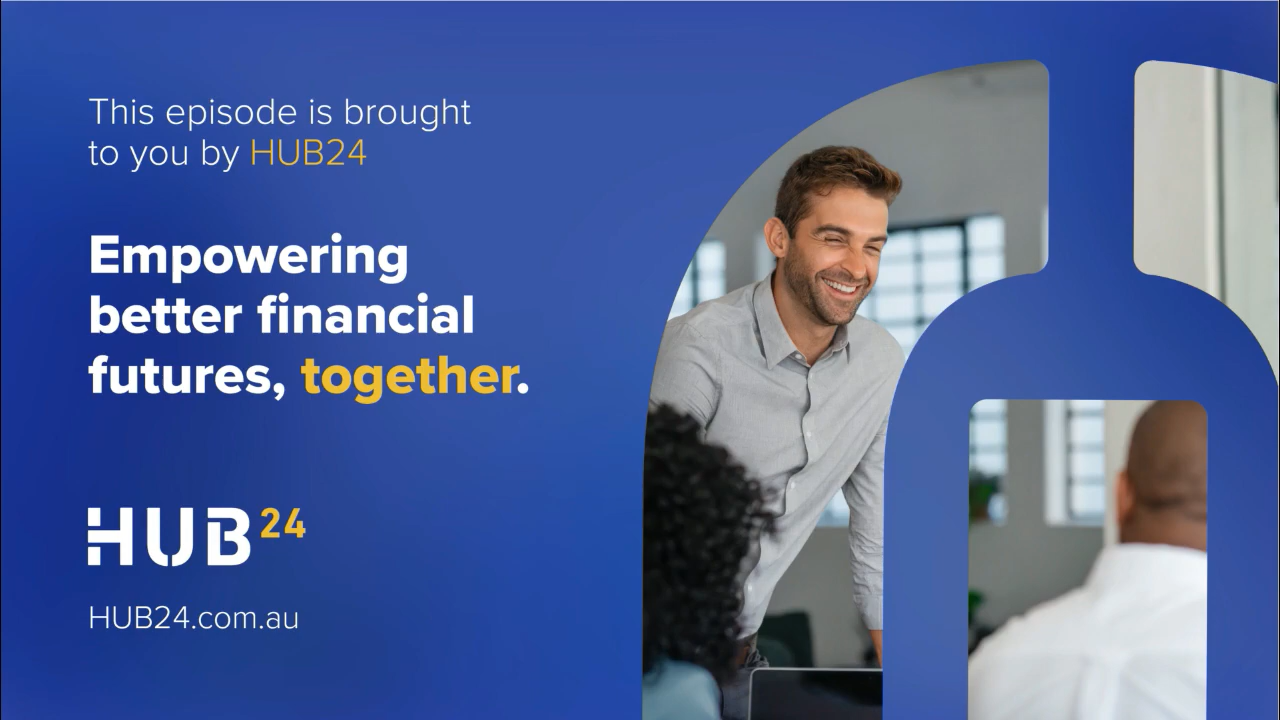 This episode is brought
to you by HUB24
Empowering
better financial
futures, together.
HUB24
HUB24.com.au